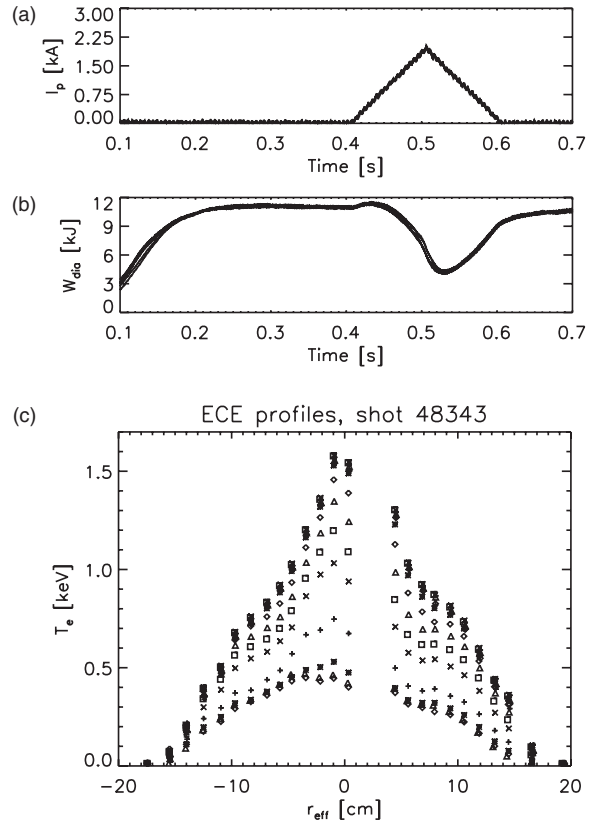 (a)
3.00
2.25
1.50
0.75
0.00
I_p [kA]
0.1 0.2 0.3 0.4 0.5 0.6 0.7
Time [s]
(b)
12
9
6
3
0
W_dia [kJ]
0.1 0.2 0.3 0.4 0.5 0.6 0.7
Time [s]
(c)
ECE profiles, shot 48343
1.5
1.0
0.5
0.0
T_e [keV]
-20 -10 0 10 20
r_eff [cm]